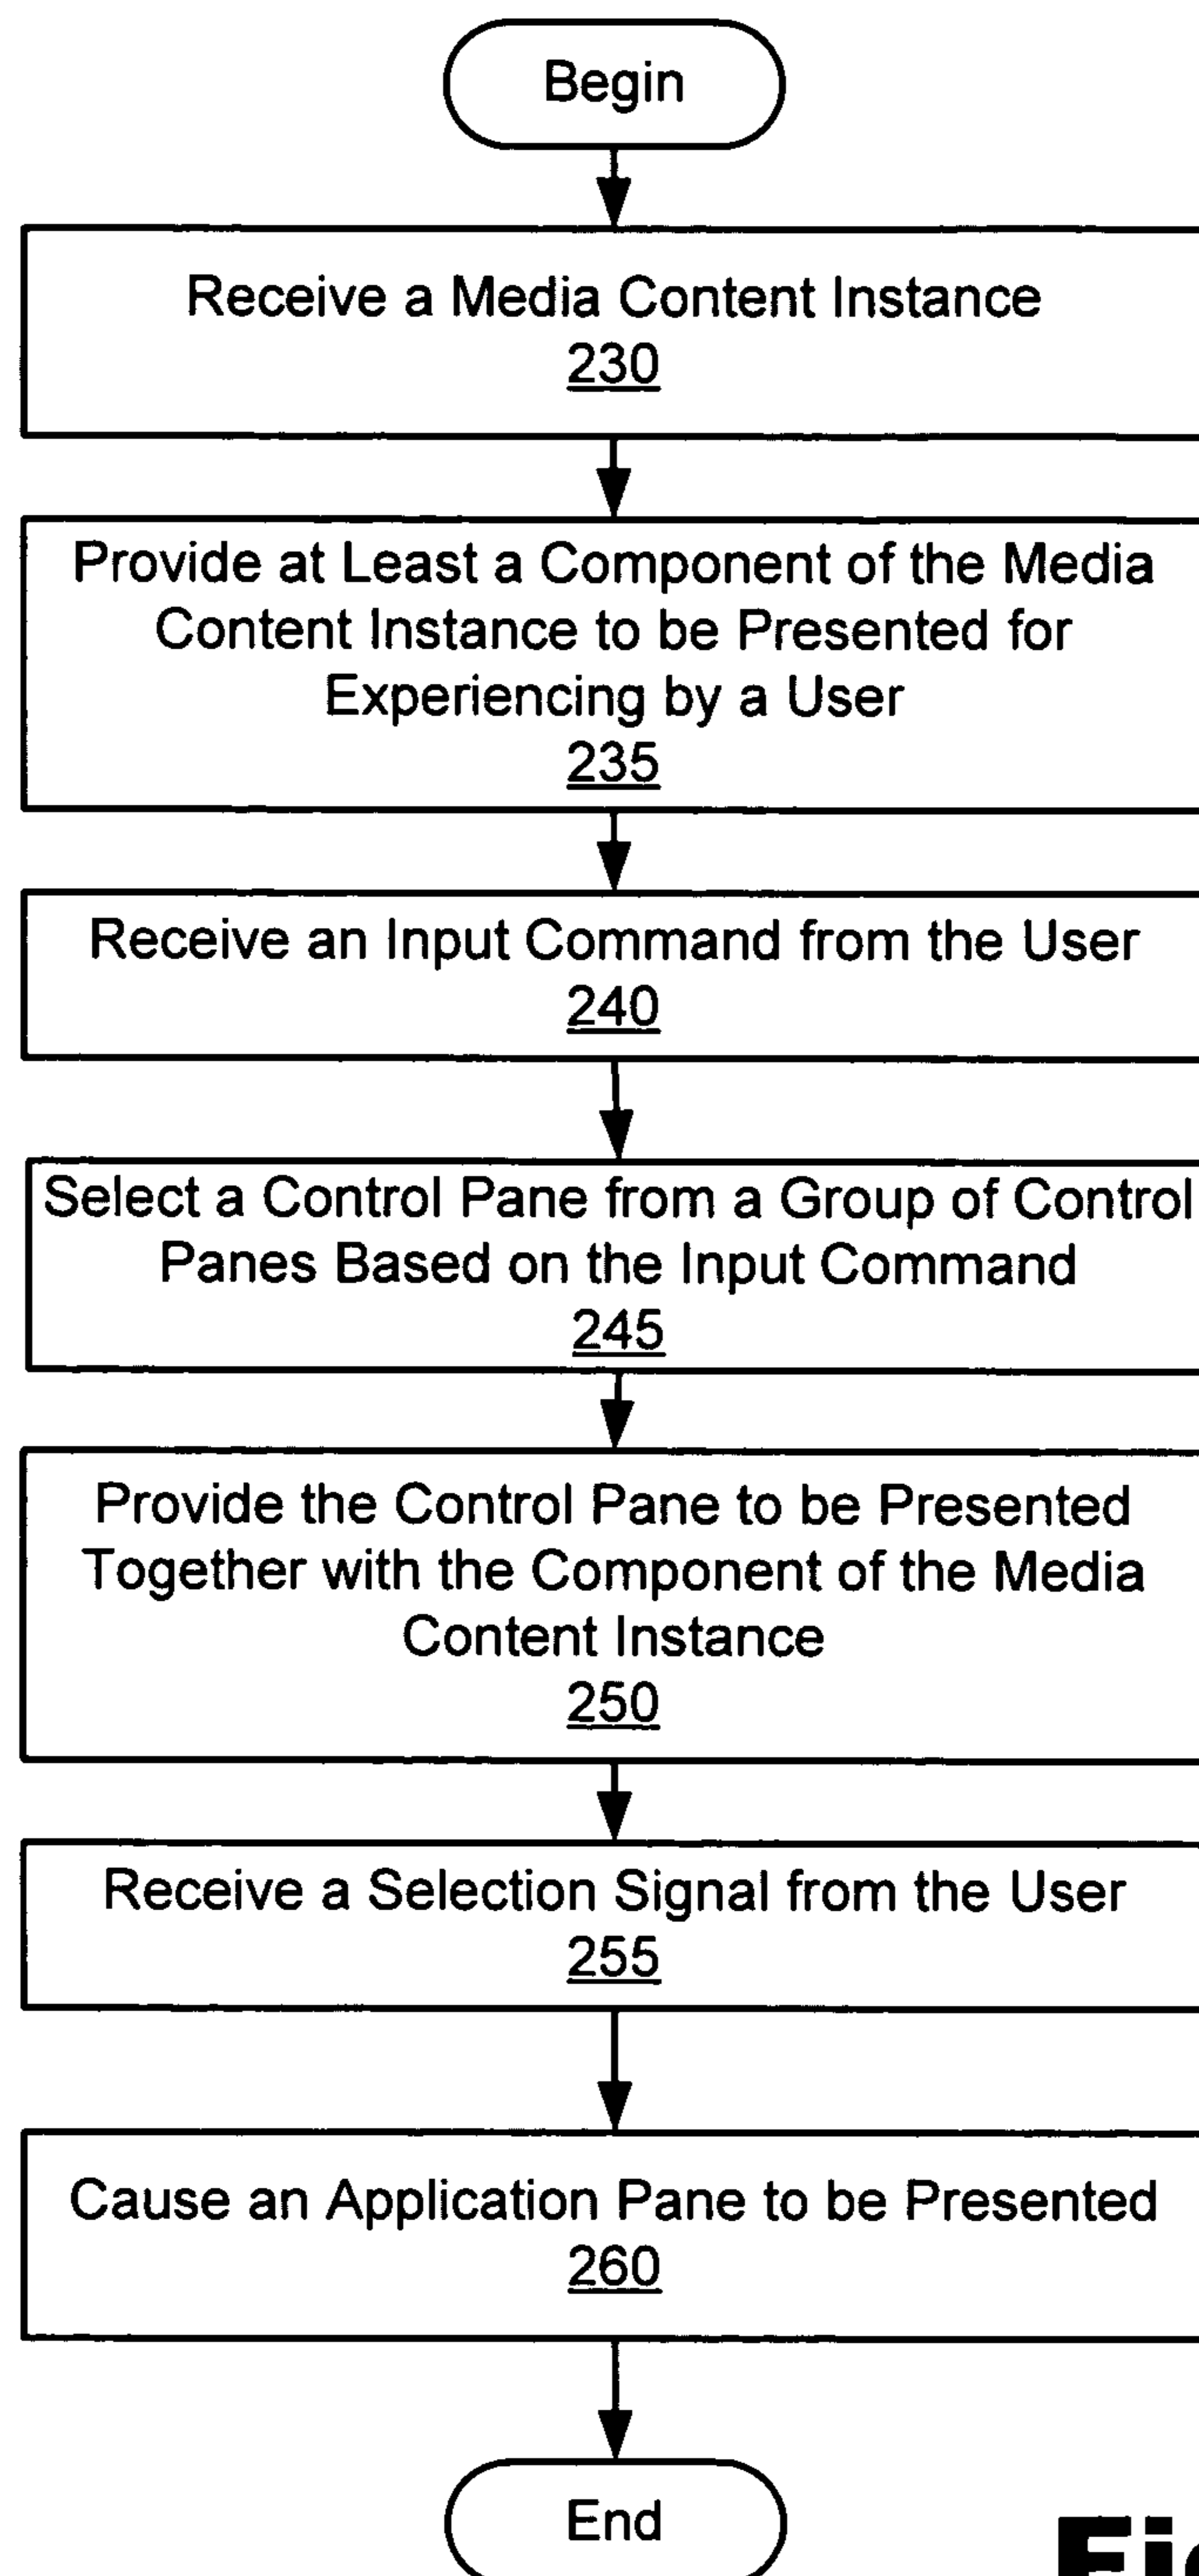 Begin
Receive a Media Content Instance
230
Provide at Least a Component of the Media
Content Instance to be Presented for
Experiencing by a User
235
Receive an Input Command from the User
240
Select a Control Pane from a Group of Control
Panes Based on the Input Command
245
Provide the Control Pane to be Presented
Together with the Component of the Media
Content Instance
250
Receive a Selection Signal from the User
255
Cause an Application Pane to be Presented
260
End